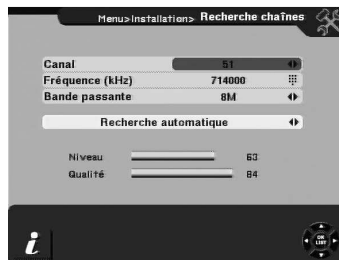 Menu>Installation> Recherche chaînes
Canal 51
Fréquence (kHz) 714000
Bande passante 8M
Recherche automatique
Niveau 63
Qualité 84
i
OK
LIST